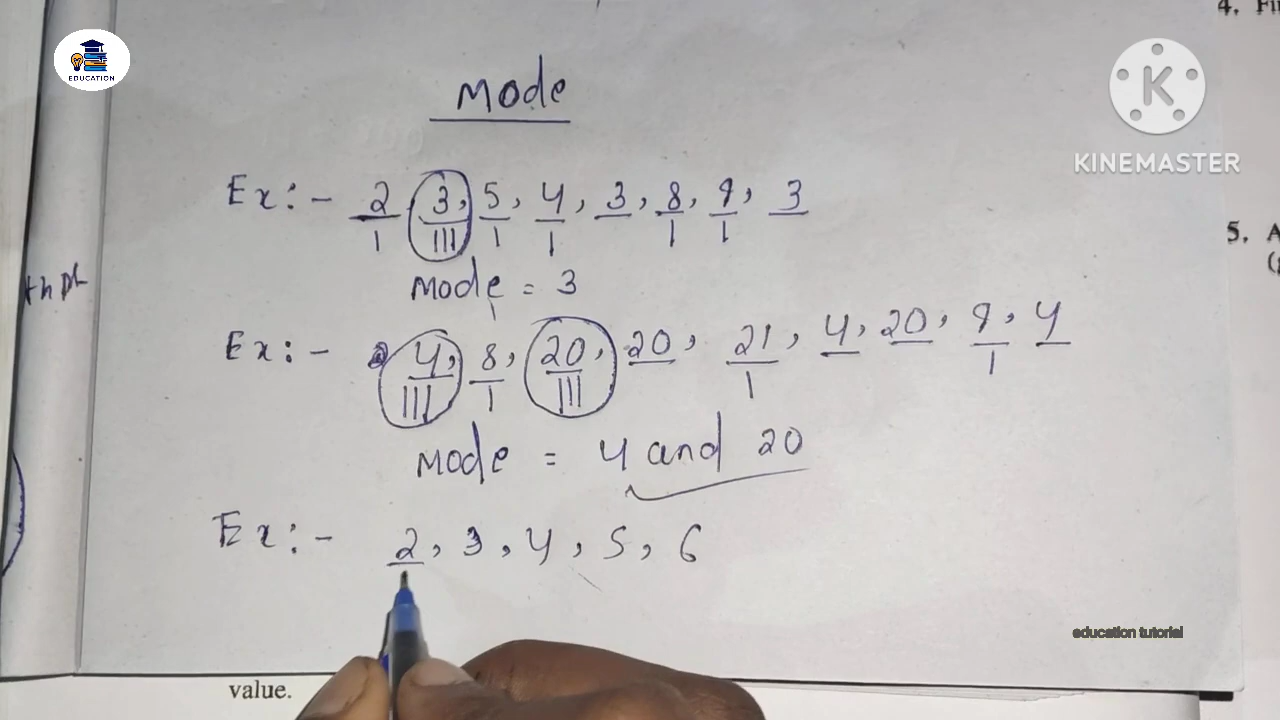 4. Fi
EDUCATION
KINEMASTER
Mode
Ex:- 2 3, 5, 4, 3, 8, 9, 3
Mode = 3
5. A
Ex:- 4, 8, 20, 20, 21, 4, 20, 9, 4
Mode = 4 and 20
Ex:- 2, 3, 4, 5, 6
education tutorial
value.